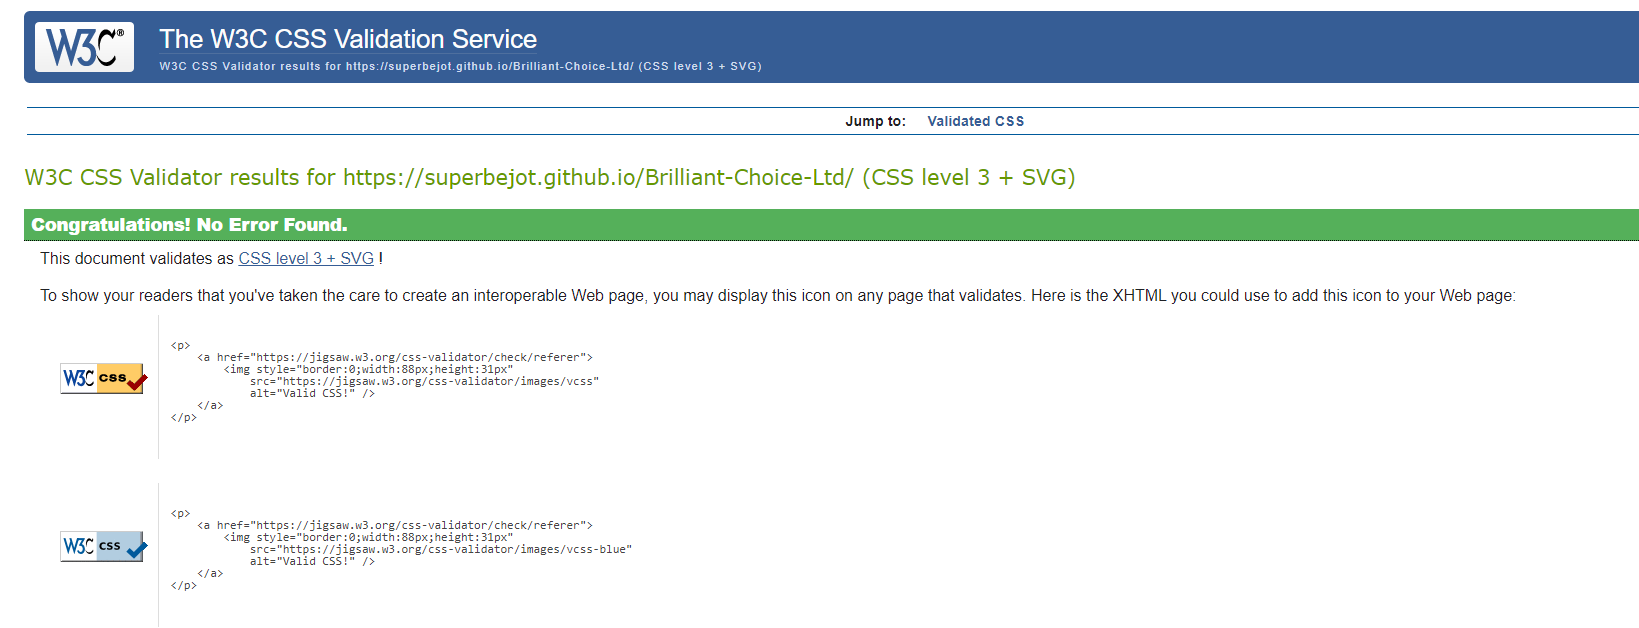 W3C®
The W3C CSS Validation Service
W3C CSS Validator results for https://superbejot.github.io/Brilliant-Choice-Ltd/ (CSS level 3 + SVG)
Jump to: Validated CSS
W3C CSS Validator results for https://superbejot.github.io/Brilliant-Choice-Ltd/ (CSS level 3 + SVG)
Congratulations! No Error Found.
This document validates as CSS level 3 + SVG !
To show your readers that you've taken the care to create an interoperable Web page, you may display this icon on any page that validates. Here is the XHTML you could use to add this icon to your Web page:
W3C css
<p>
<a href="https://jigsaw.w3.org/css-validator/check/referer">
<img style="border:0;width:88px;height:31px"
src="https://jigsaw.w3.org/css-validator/images/vcss"
alt="Valid CSS!" />
</a>
</p>
W3C css
<p>
<a href="https://jigsaw.w3.org/css-validator/check/referer">
<img style="border:0;width:88px;height:31px"
src="https://jigsaw.w3.org/css-validator/images/vcss-blue"
alt="Valid CSS!" />
</a>
</p>